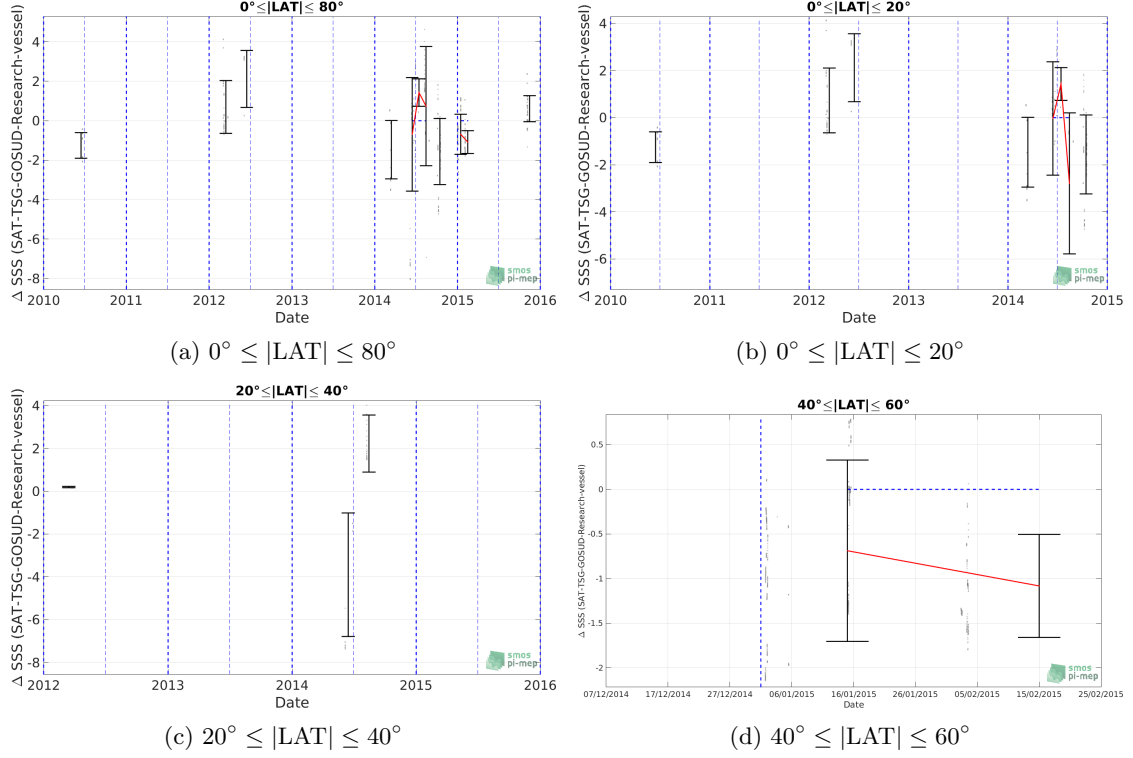 0°≤|LAT|≤ 80°
Δ SSS (SAT-TSG-GOSUD-Research-vessel)
4
2
0
-2
-4
-6
-8
2010 2011 2012 2013 2014 2015 2016
Date
smos
pi-mep
(a) 0° ≤ |LAT| ≤ 80°
0°≤|LAT|≤ 20°
Δ SSS (SAT-TSG-GOSUD-Research-vessel)
4
2
0
-2
-4
-6
2010 2011 2012 2013 2014 2015
Date
smos
pi-mep
(b) 0° ≤ |LAT| ≤ 20°
20°≤|LAT|≤ 40°
Δ SSS (SAT-TSG-GOSUD-Research-vessel)
4
2
0
-2
-4
-6
-8
2012 2013 2014 2015 2016
smos
pi-mep
(c) 20° ≤ |LAT| ≤ 40°
40°≤|LAT|≤ 60°
Δ SSS (SAT-TSG-GOSUD-Research-vessel)
0.5
0
-0.5
-1
-1.5
-2
07/12/2014 17/12/2014 27/12/2014 06/01/2015 16/01/2015 26/01/2015 05/02/2015 15/02/2015 25/02/2015
Date
smos
pi-mep
(d) 40° ≤ |LAT| ≤ 60°